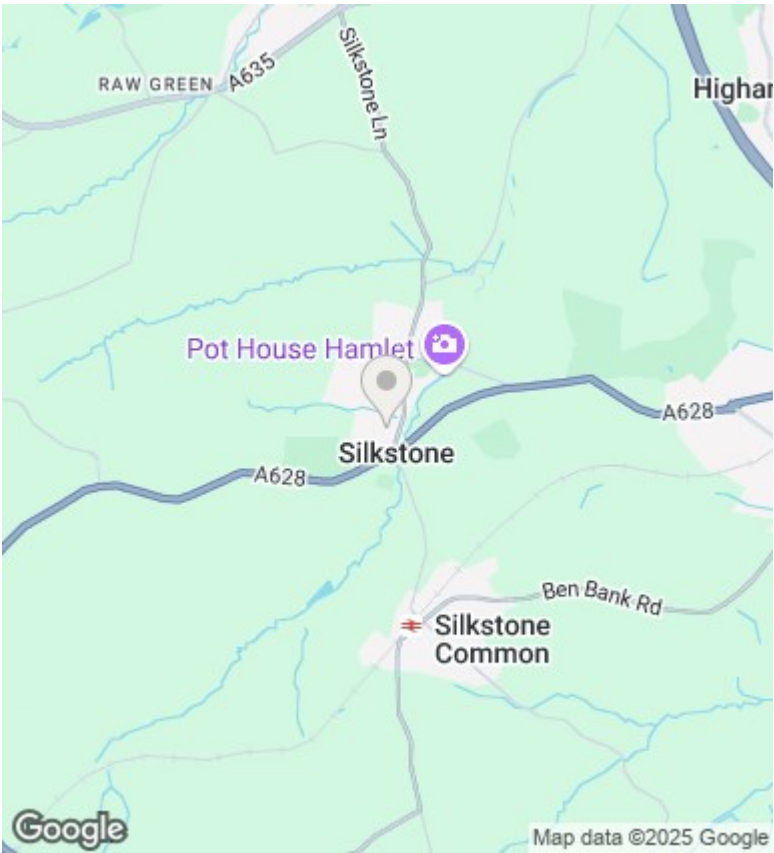 Silkstone Ln
RAW GREEN
A635
Highar
Pot House Hamlet
A628
Silkstone
A628
Ben Bank Rd
Silkstone
Common
Google
Map data ©2025 Google